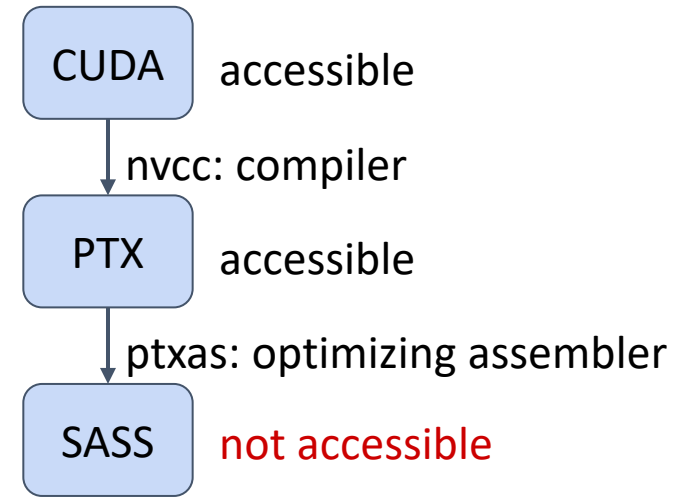 CUDA accessible
nvcc: compiler
PTX accessible
ptxas: optimizing assembler
SASS not accessible